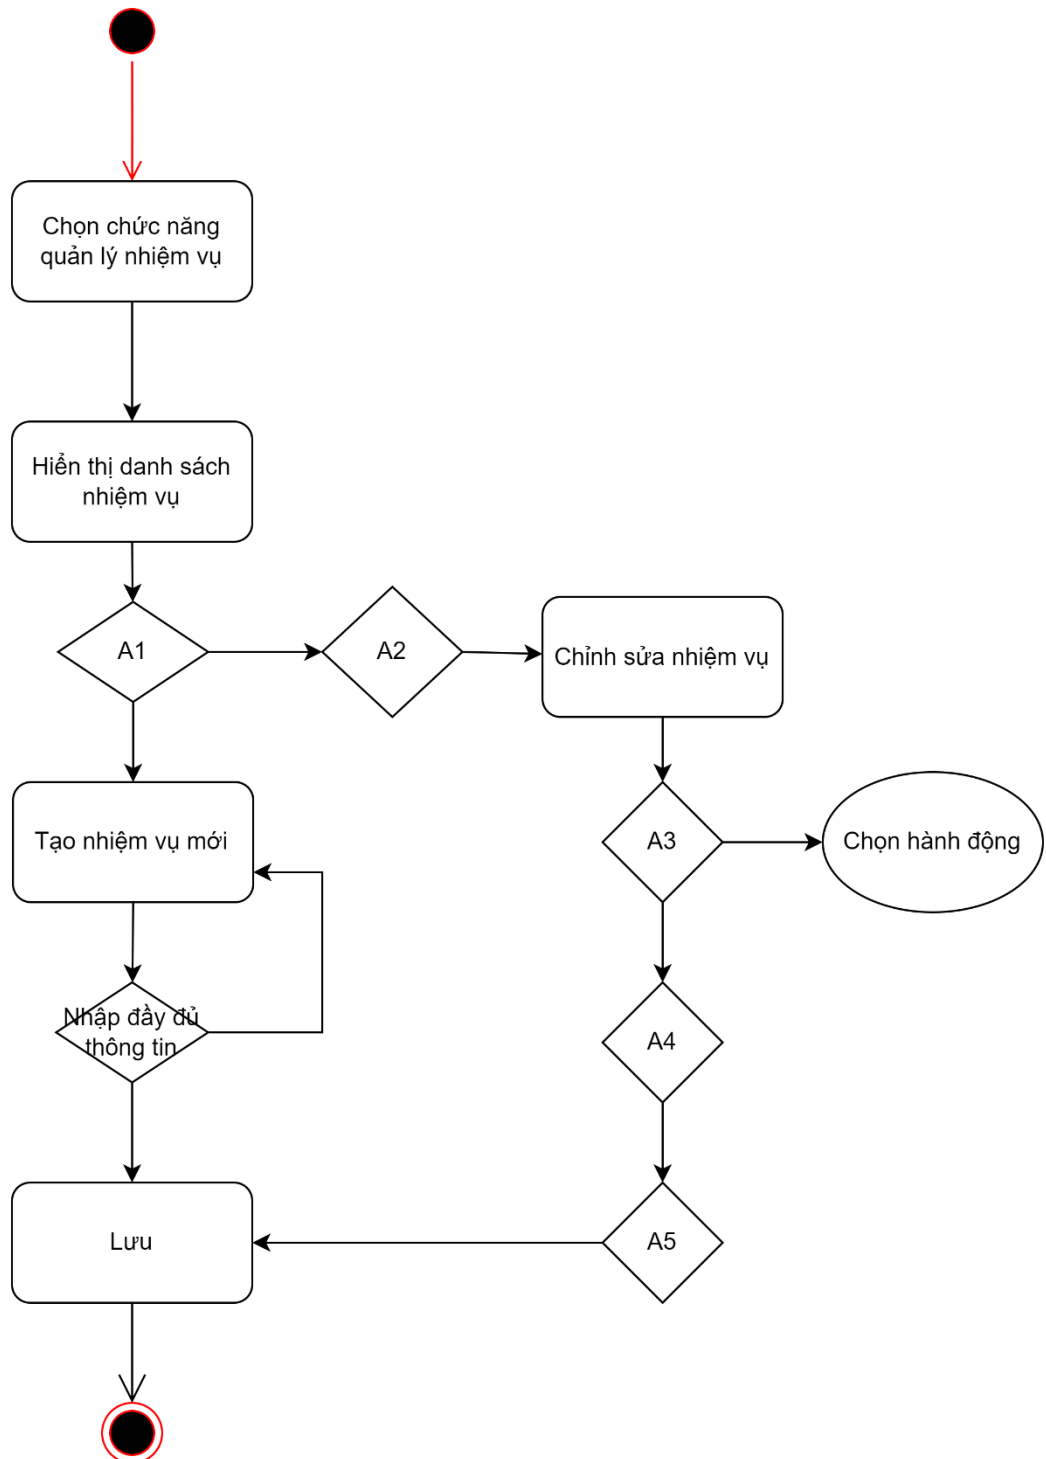 Chọn chức năng
quản lý nhiệm vụ
Hiển thị danh sách
nhiệm vụ
A1
A2
Chỉnh sửa nhiệm vụ
Tạo nhiệm vụ mới
A3
Chọn hành động
Nhập đầy đủ
thông tin
A4
Lưu
A5